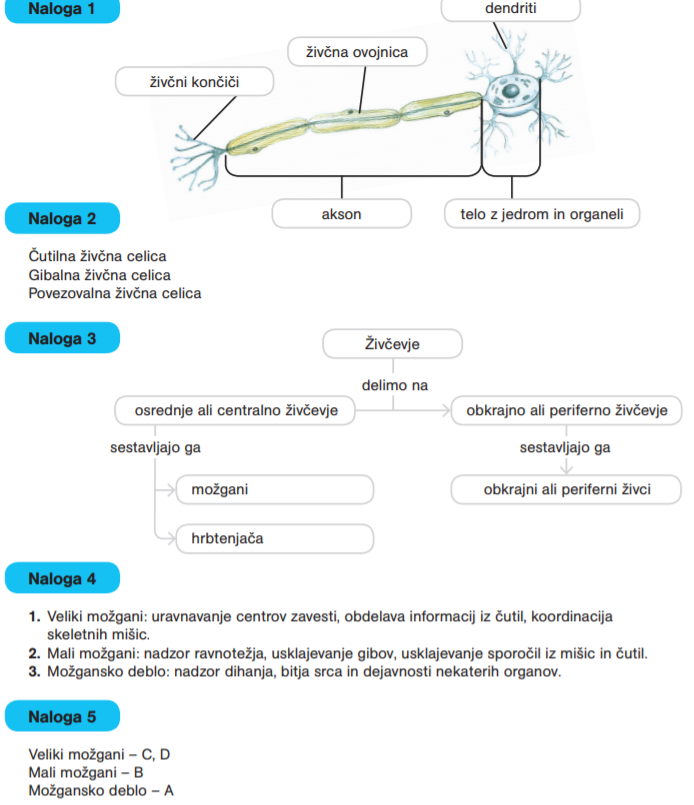 Naloga 1
dendriti
živčna ovojnica
živčni končiči
akson
telo z jedrom in organeli
Naloga 2
Čutilna živčna celica
Gibalna živčna celica
Povezovalna živčna celica
Naloga 3
Živčevje
delimo na
osrednje ali centralno živčevje
obkrajno ali periferno živčevje
sestavljajo ga
sestavljajo ga
možgani
obkrajni ali periferni živci
hrbtenjača
Naloga 4
1. Veliki možgani: uravnavanje centrov zavesti, obdelava informacij iz čutil, koordinacija
skeletnih mišic.
2. Mali možgani: nadzor ravnotežja, usklajevanje gibov, usklajevanje sporočil iz mišic in čutil.
3. Možgansko deblo: nadzor dihanja, bitja srca in dejavnosti nekaterih organov.
Naloga 5
Veliki možgani – C, D
Mali možgani – B
Možgansko deblo – A